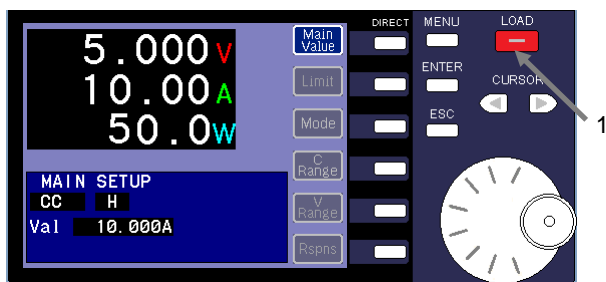 5.000V
10.00A
50.0W
MAIN SETUP
CC H
Val 10.000A
Main
Value
Limit
Mode
C
Range
V
Range
Rspns
DIRECT
MENU
ENTER
ESC
LOAD
CURSOR
1